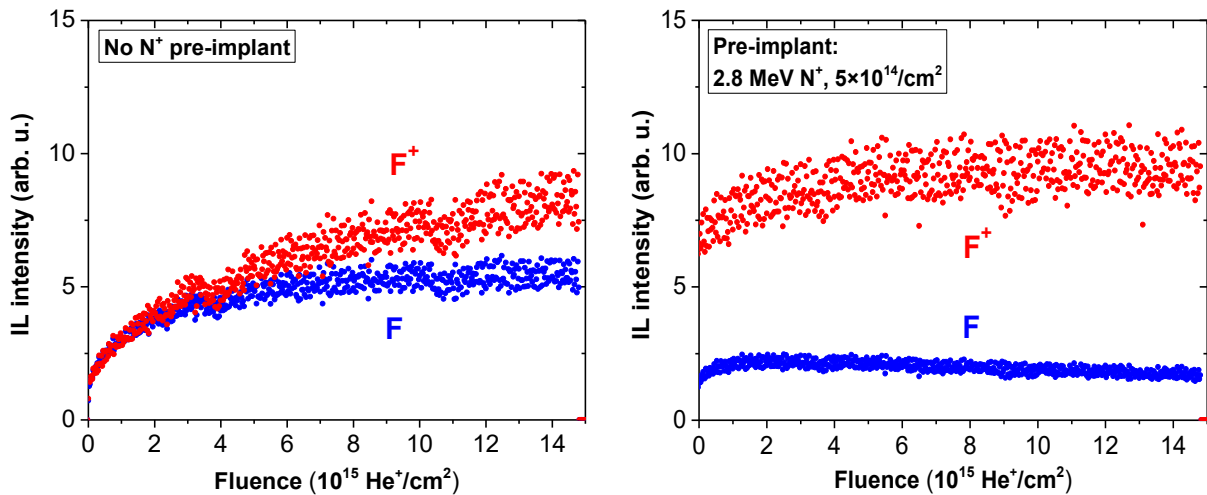 No N⁺ pre-implant
F⁺
F
15
10
5
0
IL intensity (arb. u.)
0 2 4 6 8 10 12 14
Fluence (10¹⁵ He⁺/cm²)
Pre-implant:
2.8 MeV N⁺, 5×10¹⁴/cm²
F⁺
F
15
10
5
0
IL intensity (arb. u.)
0 2 4 6 8 10 12 14
Fluence (10¹⁵ He⁺/cm²)